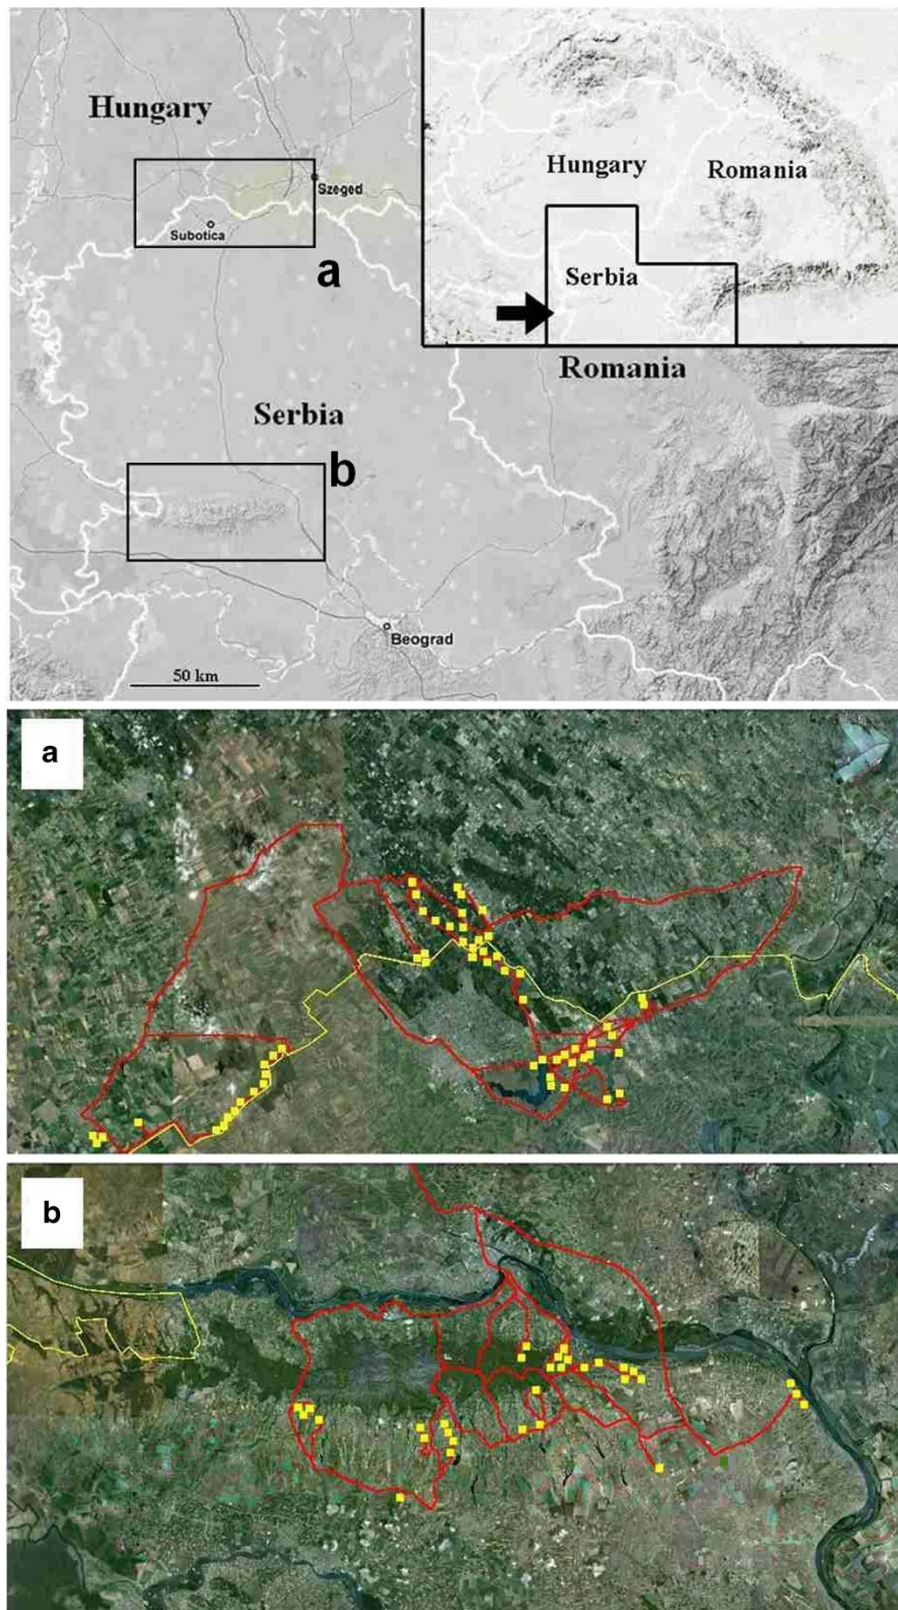 Hungary
Szeged
Subotica
a
Serbia
b
Beograd
50 km
Hungary
Romania
Serbia
Romania
a
b